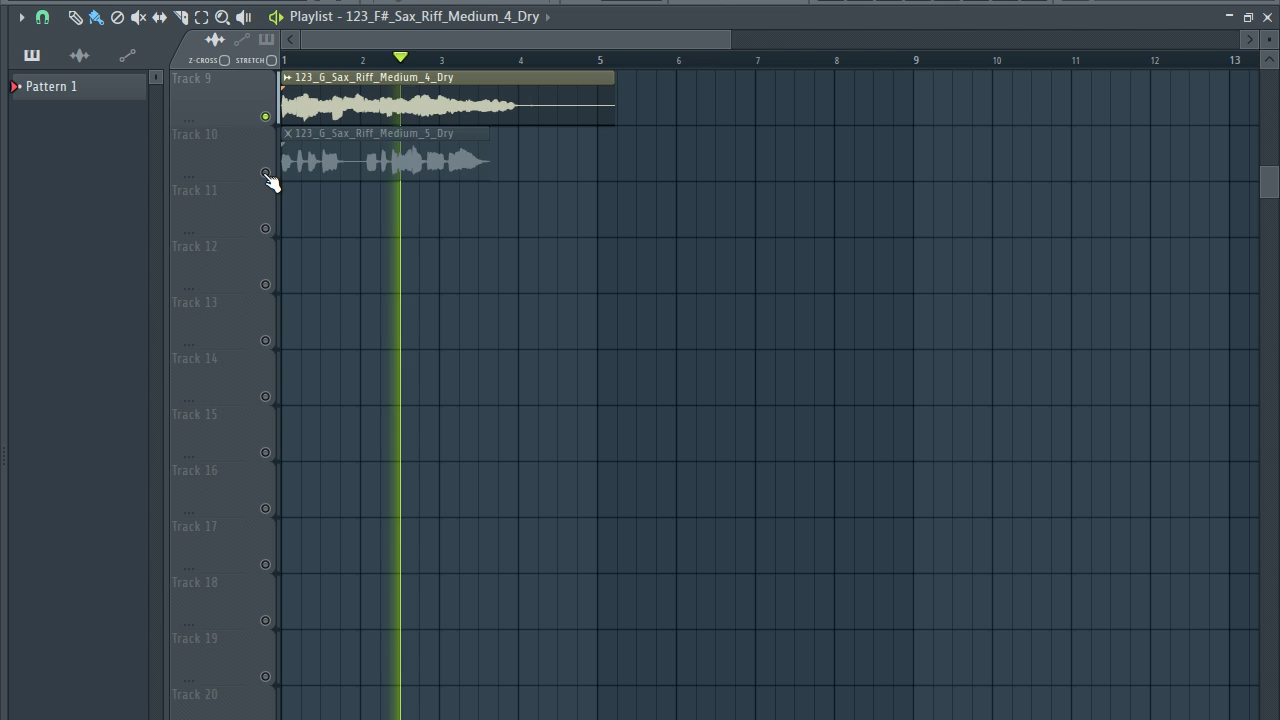 Playlist - 123_F#_Sax_Riff_Medium_4_Dry
Z-CROSS STRETCH
1 2 3 4 5 6 7 8 9 10 11 12 13
Pattern 1
Track 9
123_G_Sax_Riff_Medium_4_Dry
...
Track 10
123_G_Sax_Riff_Medium_5_Dry
...
Track 11
...
Track 12
...
Track 13
...
Track 14
...
Track 15
...
Track 16
...
Track 17
...
Track 18
...
Track 19
...
Track 20